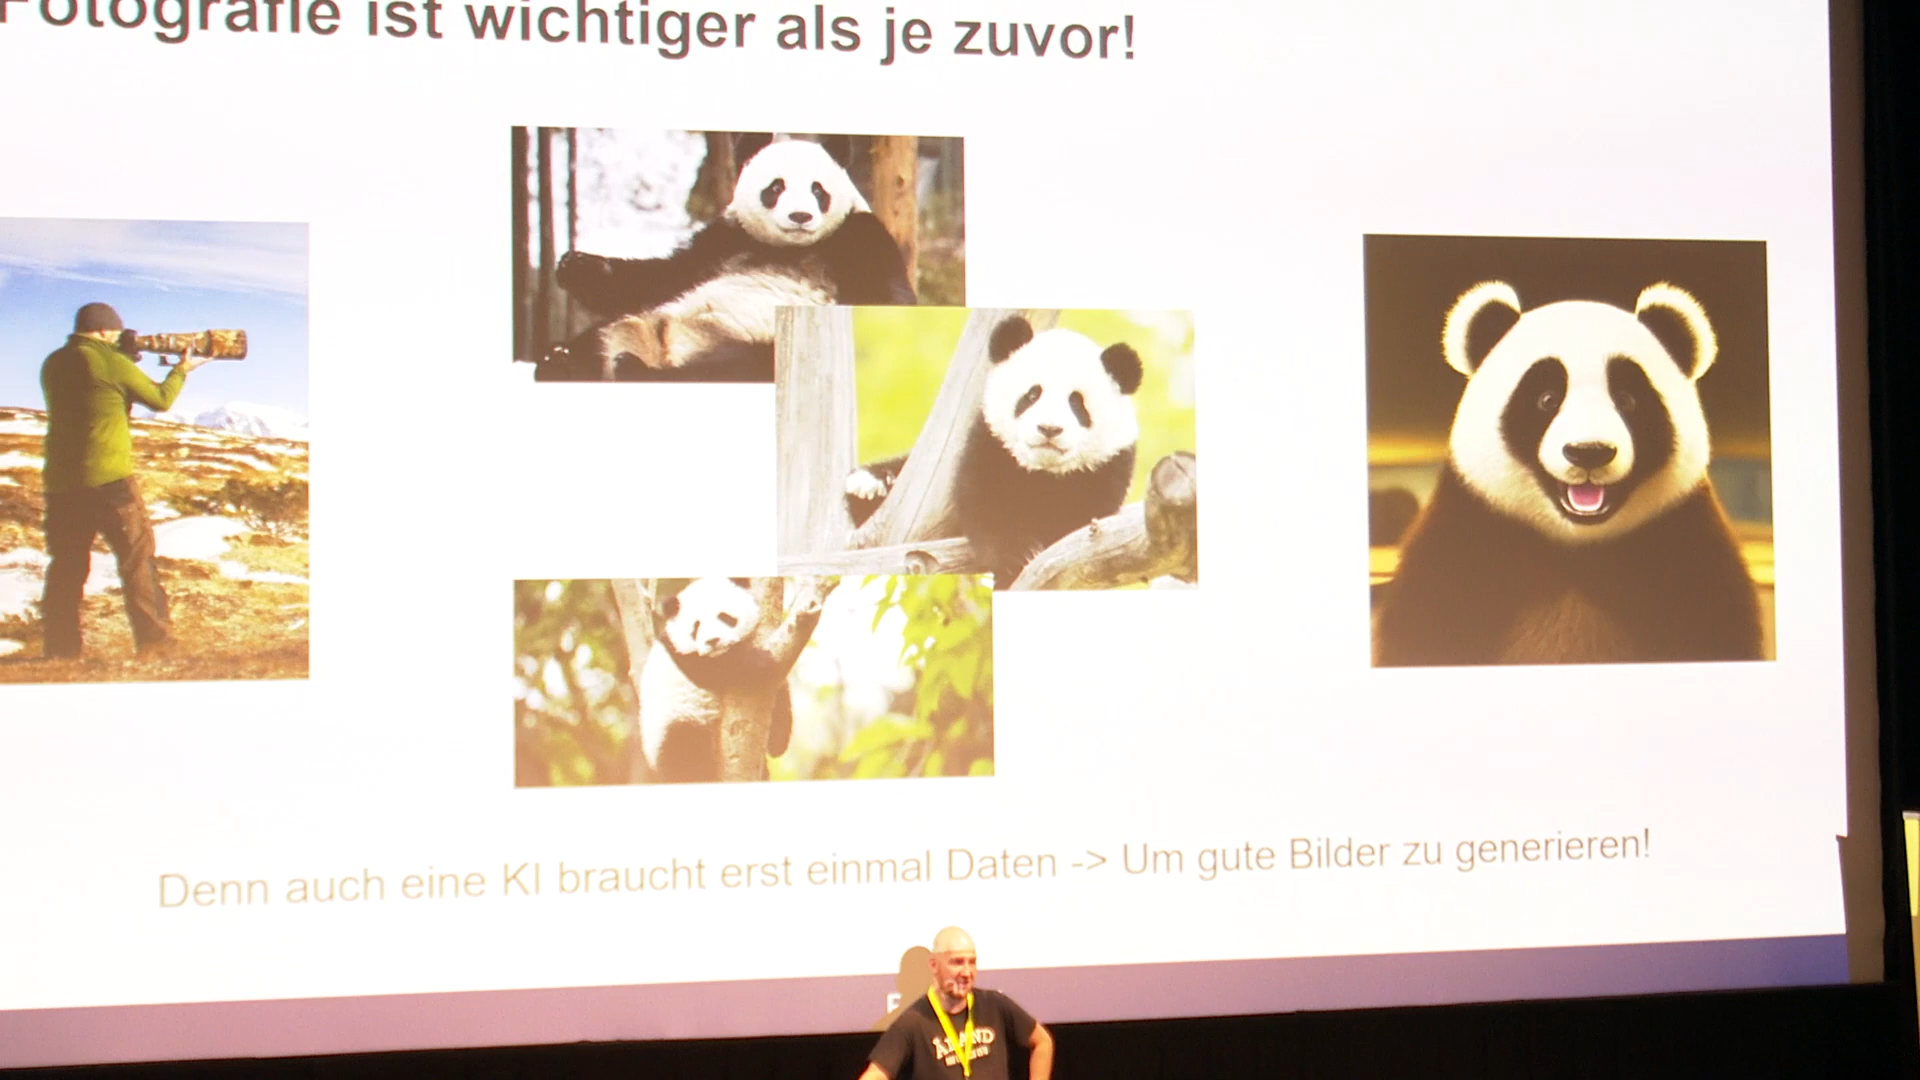 Fotografie ist wichtiger als je zuvor!
Denn auch eine KI braucht erst einmal Daten -> Um gute Bilder zu generieren!